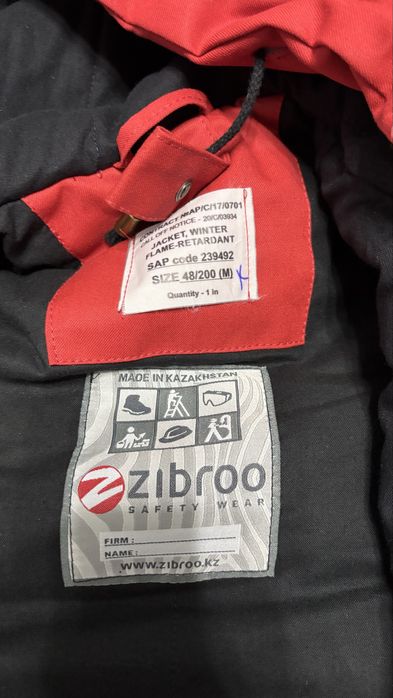 CONTRACT №IAP/C/17/0701
CALL OFF NOTICE - 20/C/03934
JACKET, WINTER
FLAME-RETARDANT
SAP code 239492
SIZE 48/200 (M)
Quantity - 1 in
MADE IN KAZAKHSTAN
ZIBROO
SAFETY WEAR
FIRM :
NAME :
www.zibroo.kz